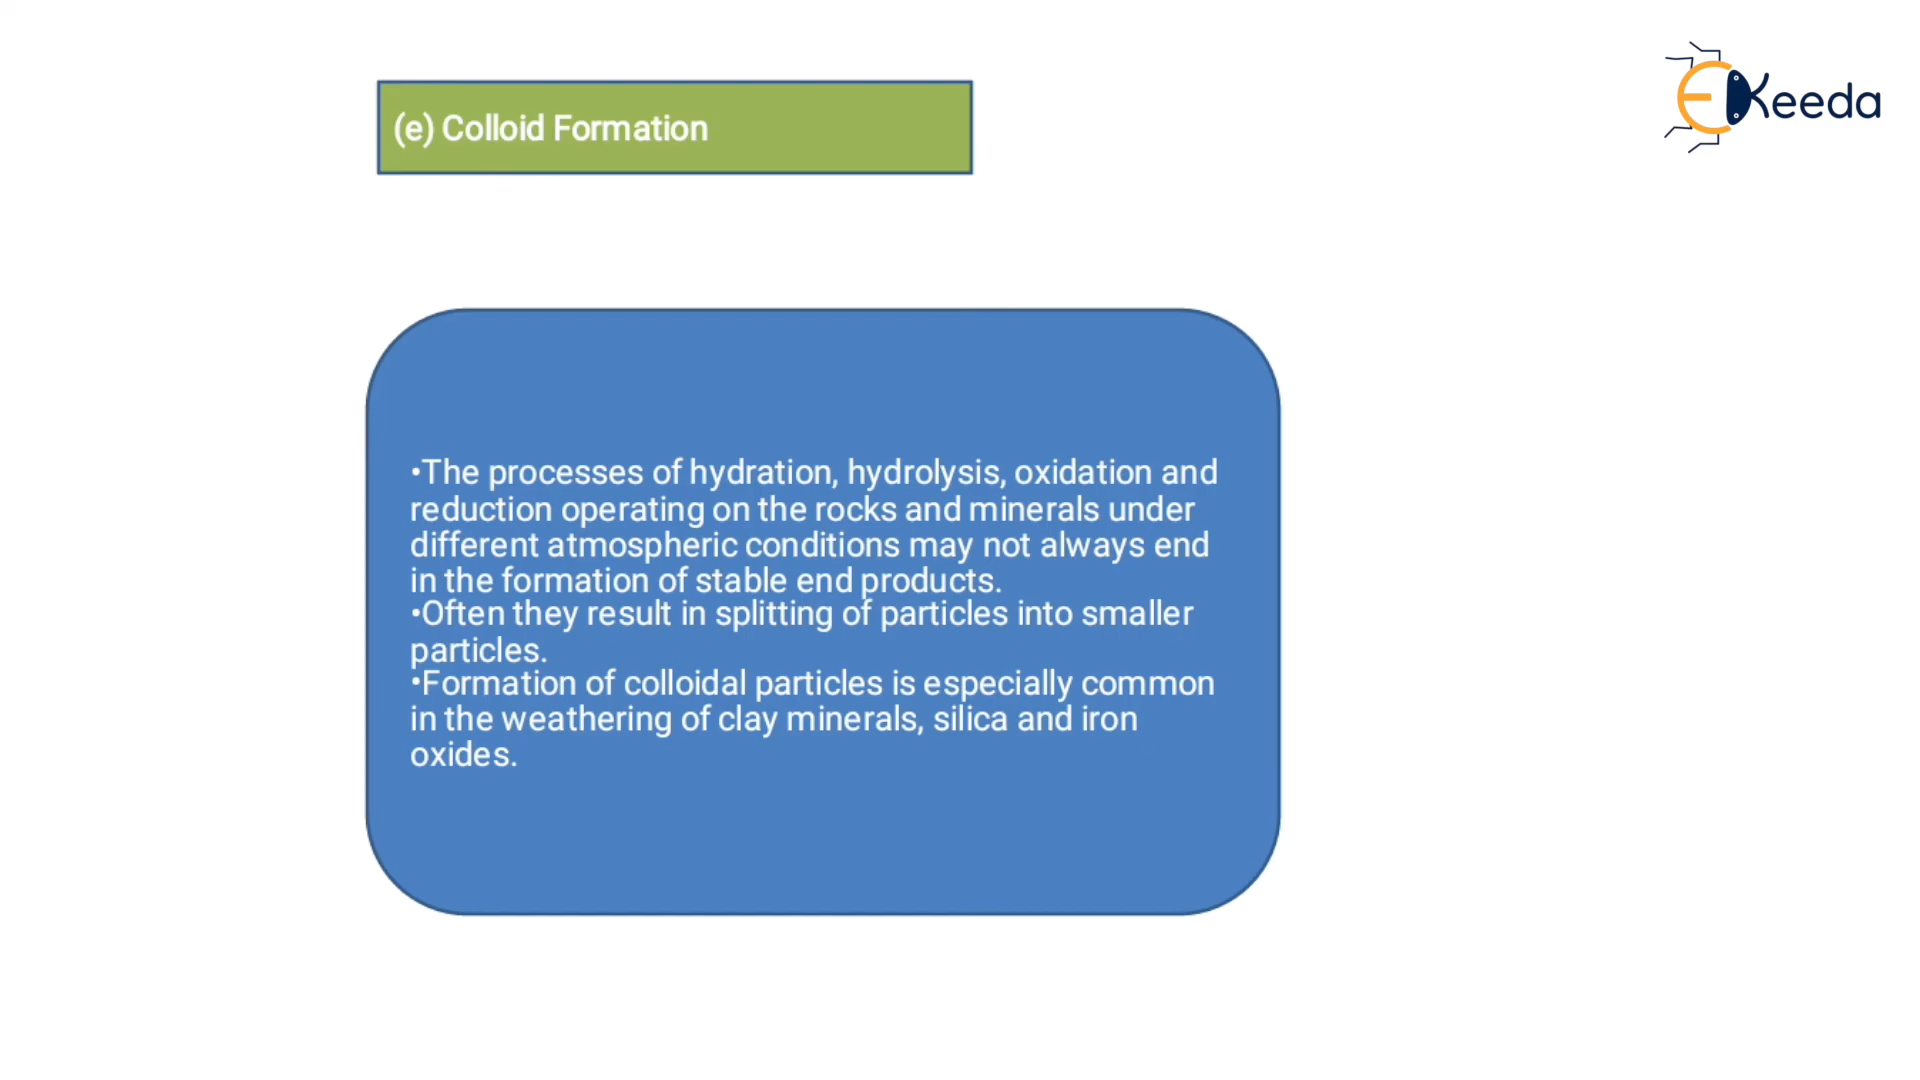 (e) Colloid Formation
EKeeda
•The processes of hydration, hydrolysis, oxidation and
reduction operating on the rocks and minerals under
different atmospheric conditions may not always end
in the formation of stable end products.
•Often they result in splitting of particles into smaller
particles.
•Formation of colloidal particles is especially common
in the weathering of clay minerals, silica and iron
oxides.